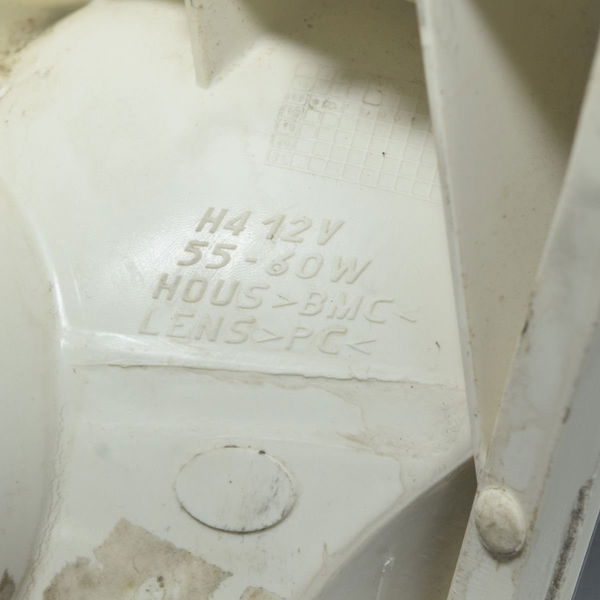 H4 12V
55-60W
HOUS>BMC<
LENS>PC<